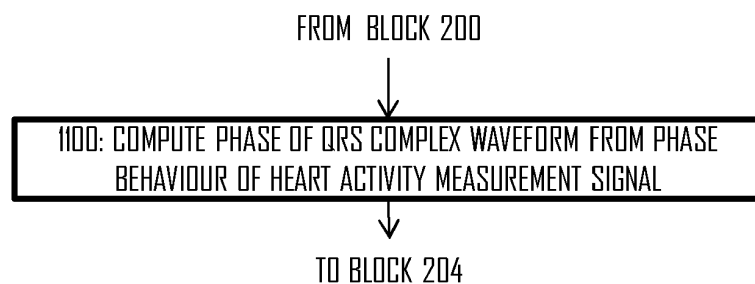 FROM BLOCK 200
1100: COMPUTE PHASE OF QRS COMPLEX WAVEFORM FROM PHASE
BEHAVIOUR OF HEART ACTIVITY MEASUREMENT SIGNAL
TO BLOCK 204